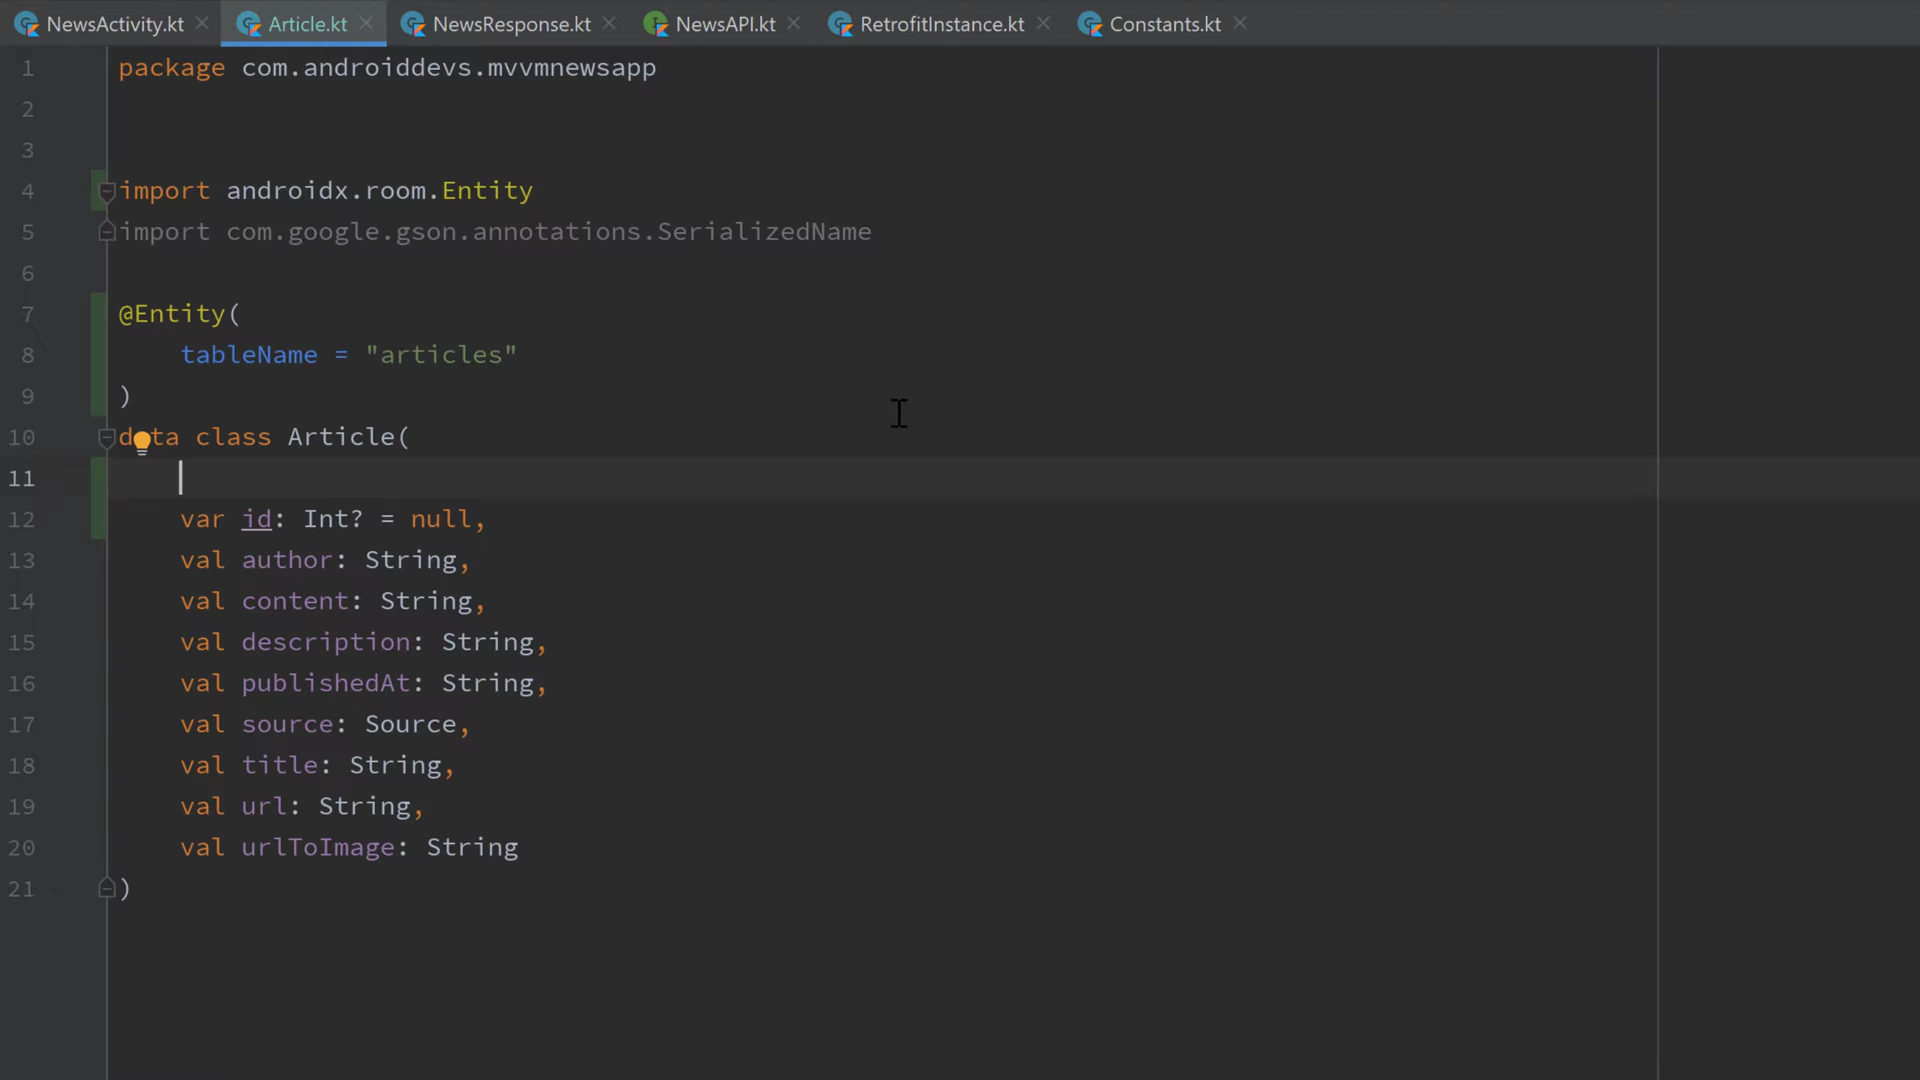 NewsActivity.kt Article.kt NewsResponse.kt NewsAPI.kt RetrofitInstance.kt Constants.kt
1 package com.androiddevs.mvvmnewsapp
2
3
4 import androidx.room.Entity
5 import com.google.gson.annotations.SerializedName
6
7 @Entity(
8 tableName = "articles"
9 )
10 data class Article(
11
12 var id: Int? = null,
13 val author: String,
14 val content: String,
15 val description: String,
16 val publishedAt: String,
17 val source: Source,
18 val title: String,
19 val url: String,
20 val urlToImage: String
21 )